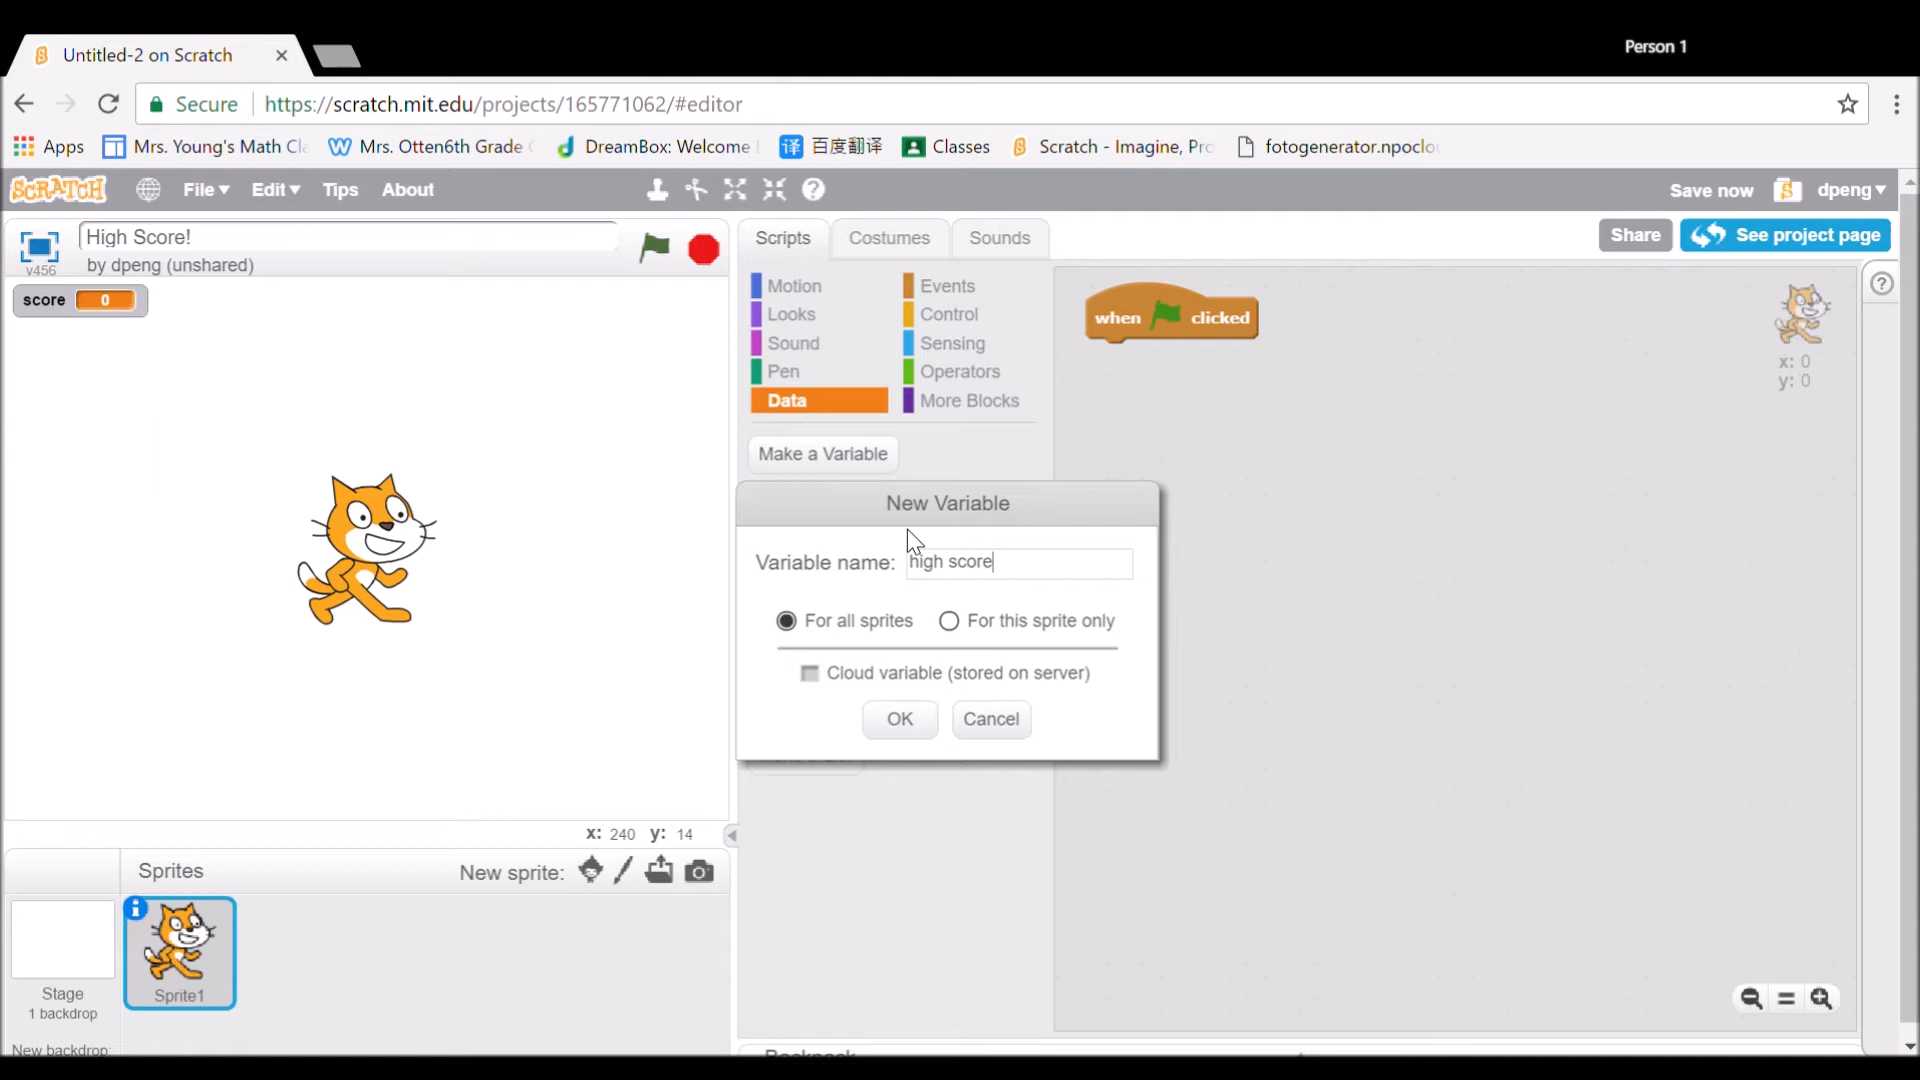 Person 1
Untitled-2 on Scratch
Secure https://scratch.mit.edu/projects/165771062/#editor
Apps Mrs. Young's Math Cla Mrs. Otten6th Grade DreamBox: Welcome 译 百度翻译 Classes Scratch - Imagine, Pro fotogenerator.npoclou
SCRATCH File Edit Tips About Save now dpeng
High Score!
by dpeng (unshared)
v456
Scripts Costumes Sounds Share See project page
score 0
Motion Events
Looks Control
Sound Sensing
Pen Operators
Data More Blocks
when clicked
x: 0
y: 0
Make a Variable
New Variable
Variable name: high score
For all sprites For this sprite only
Cloud variable (stored on server)
OK Cancel
x: 240 y: 14
Sprites New sprite:
Sprite1
Stage
1 backdrop
New backdrop:
Backpack